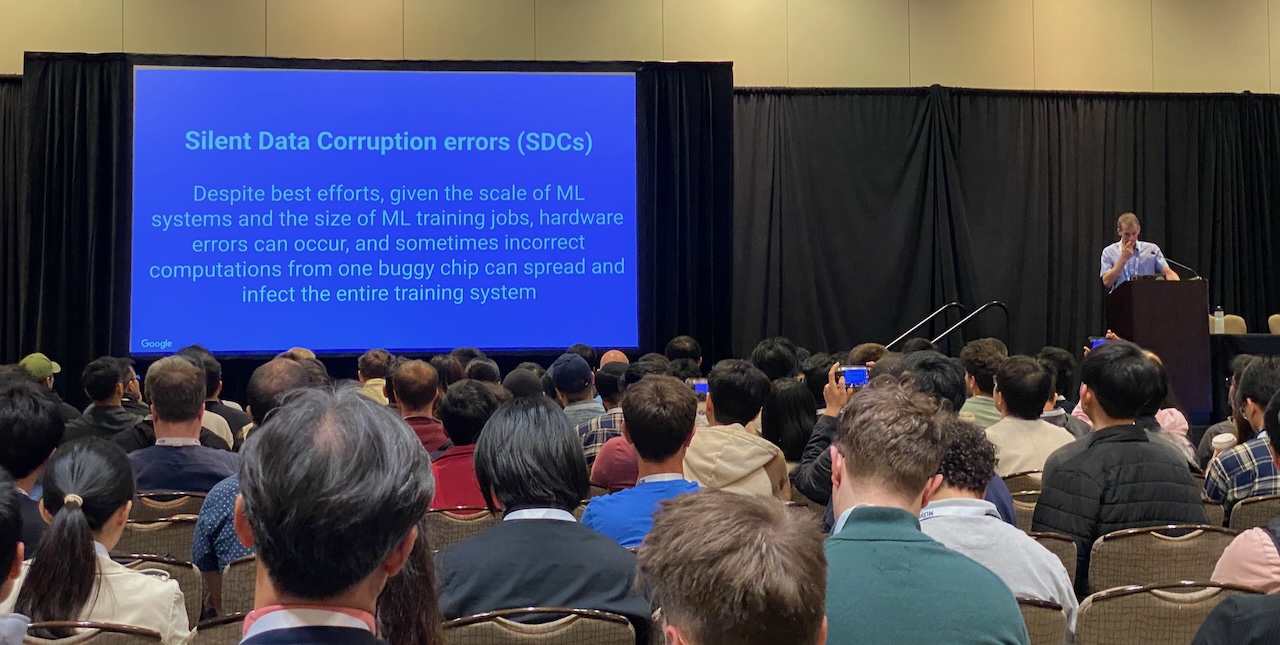 Silent Data Corruption errors (SDCs)
Despite best efforts, given the scale of ML
systems and the size of ML training jobs, hardware
errors can occur, and sometimes incorrect
computations from one buggy chip can spread and
infect the entire training system
Google